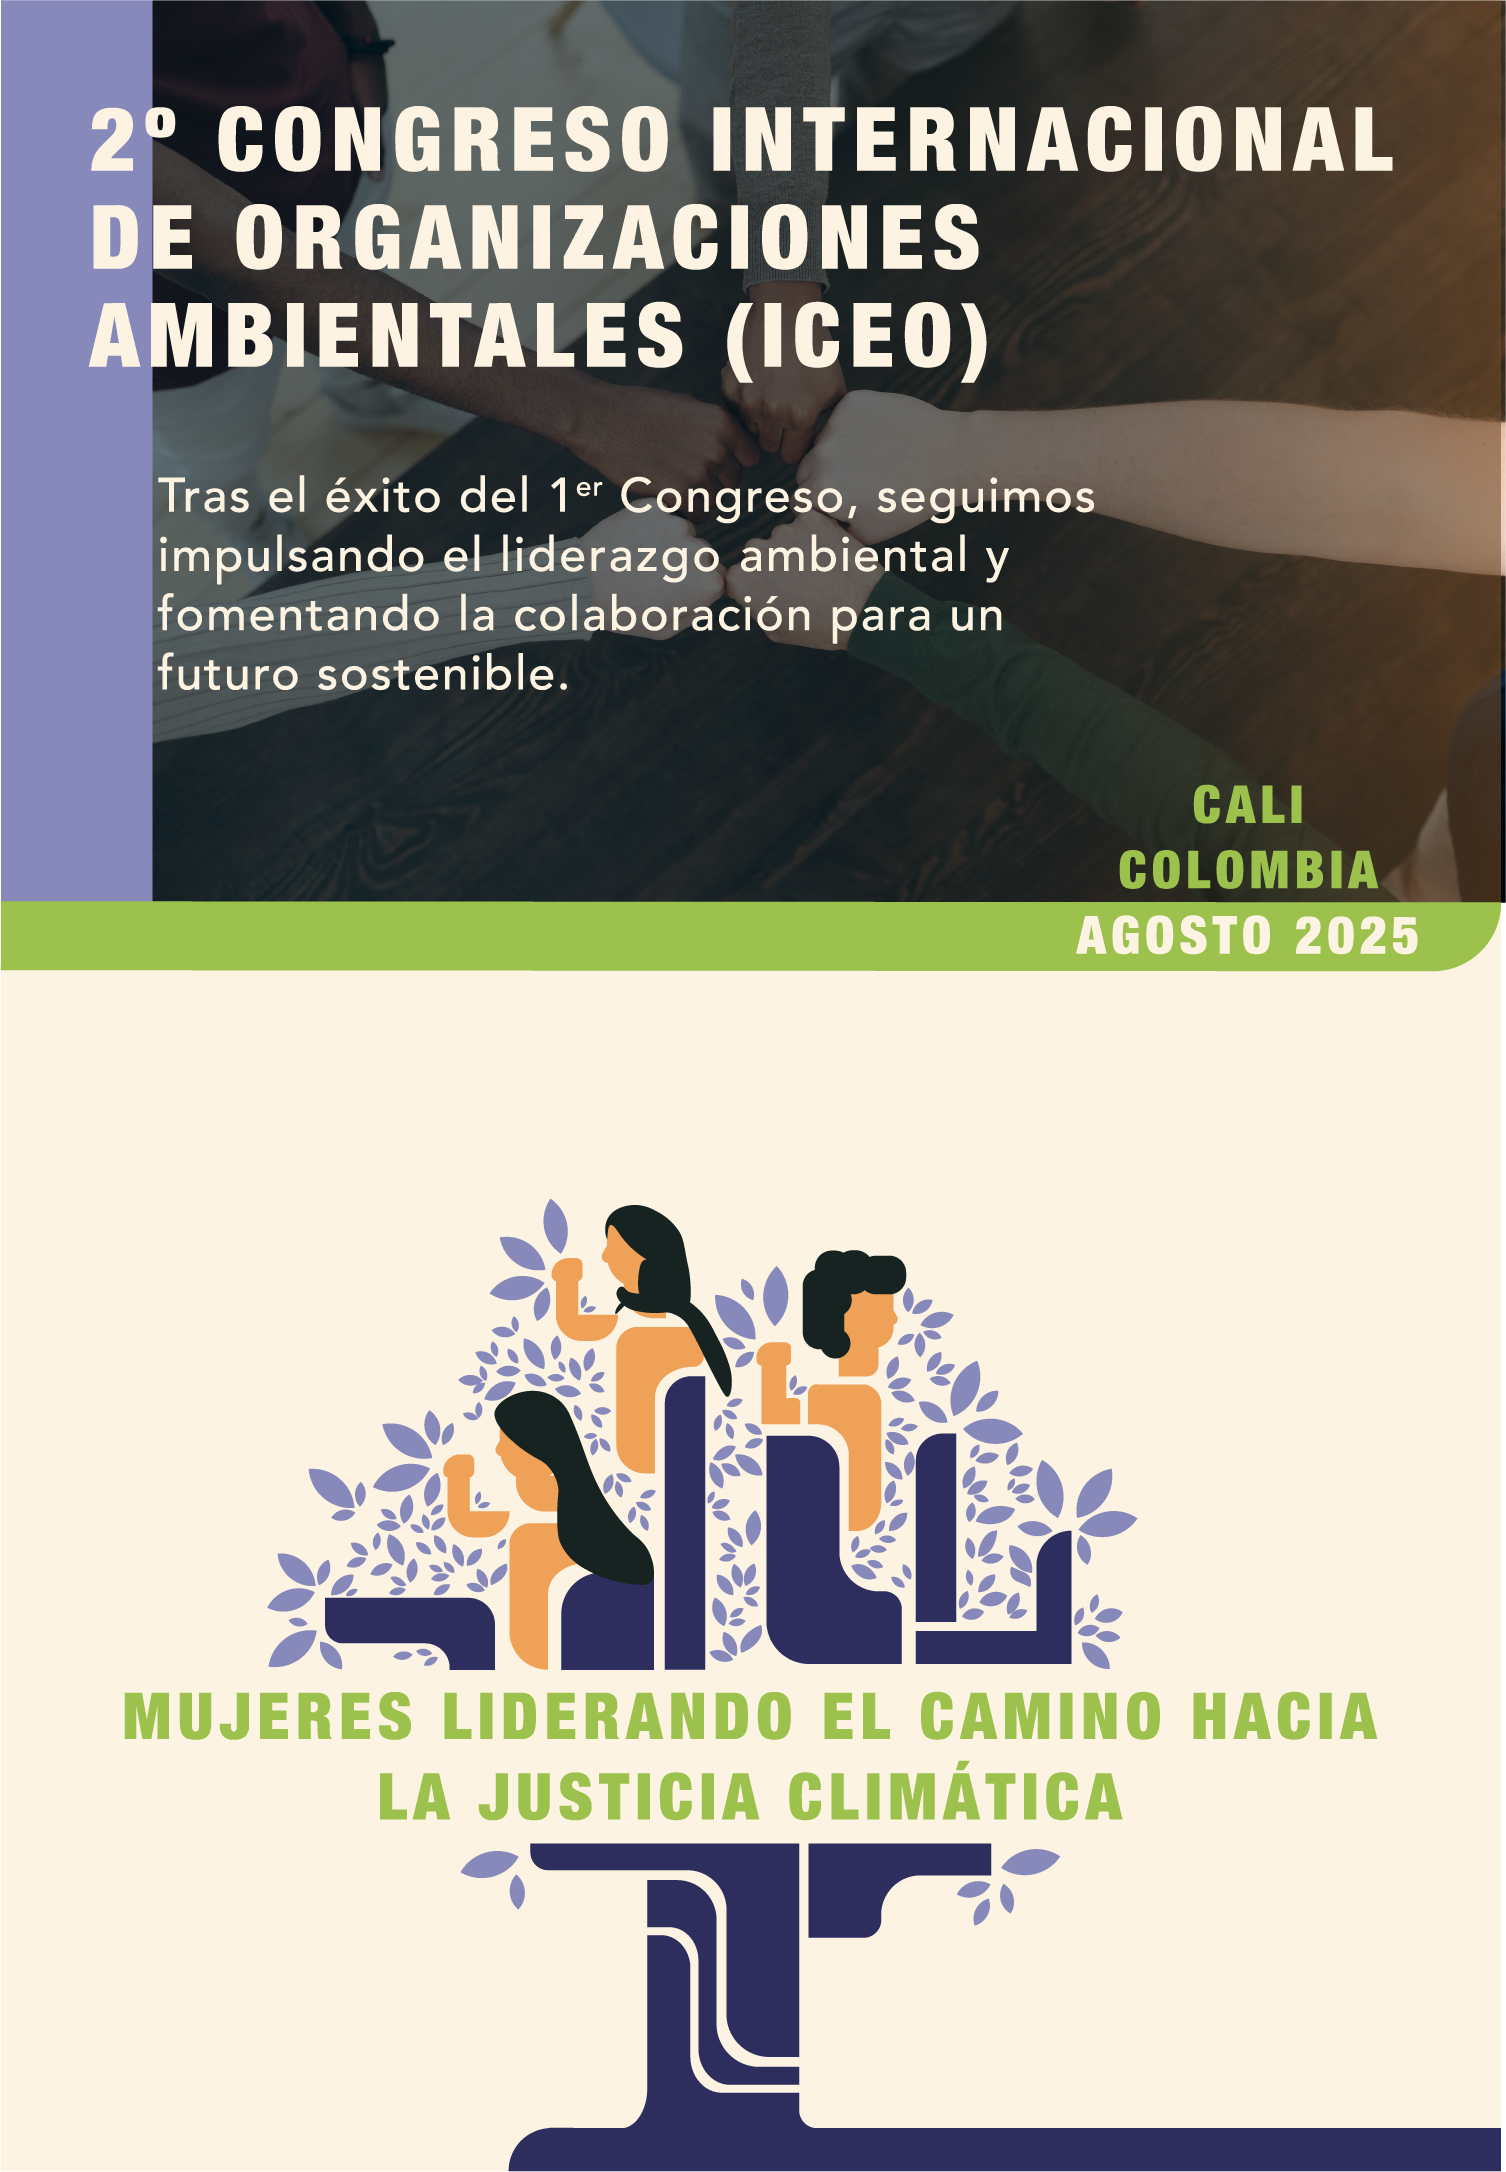 2º CONGRESO INTERNACIONAL
DE ORGANIZACIONES
AMBIENTALES (ICEO)
Tras el éxito del 1er Congreso, seguimos
impulsando el liderazgo ambiental y
fomentando la colaboración para un
futuro sostenible.
CALI
COLOMBIA
AGOSTO 2025
MUJERES LIDERANDO EL CAMINO HACIA
LA JUSTICIA CLIMÁTICA